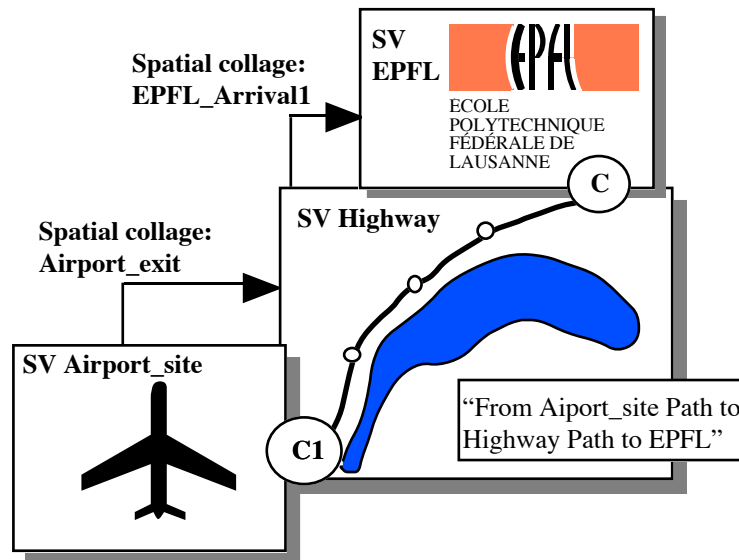 SV
EPFL
EPFL
ECOLE
POLYTECHNIQUE
FÉDÉRALE DE
LAUSANNE
Spatial collage:
EPFL_Arrival1
C
SV Highway
Spatial collage:
Airport_exit
SV Airport_site
C1
“From Aiport_site Path to
Highway Path to EPFL”